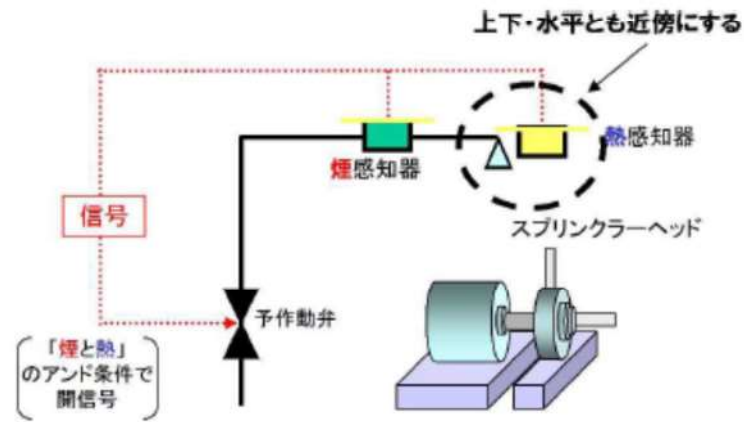 上下・水平とも近傍にする
熱感知器
煙感知器
スプリンクラーヘッド
信号
予作動弁
「煙と熱」
のアンド条件で
開信号